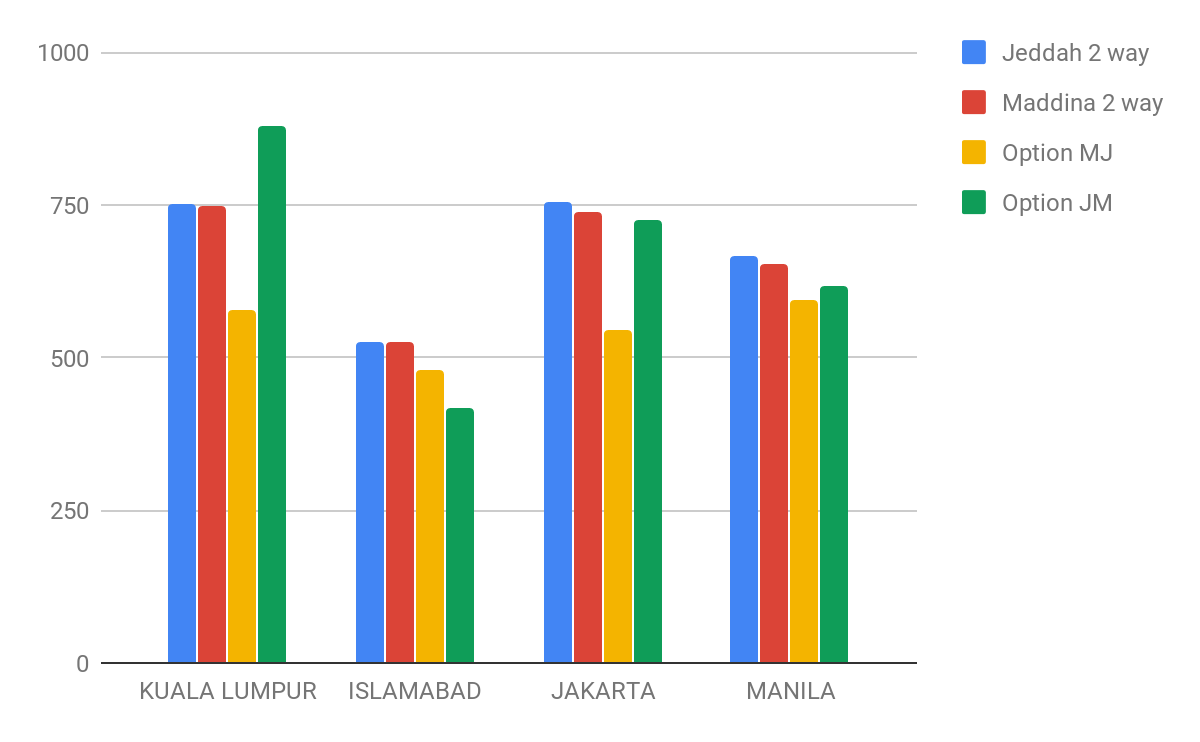 1000
750
500
250
0
KUALA LUMPUR
ISLAMABAD
JAKARTA
MANILA
Jeddah 2 way
Maddina 2 way
Option MJ
Option JM